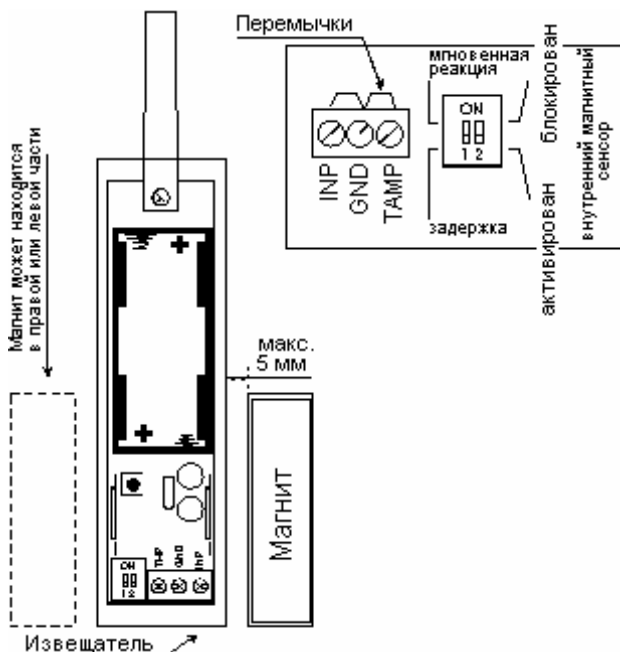 Перемычки
мгновенная
реакция
ON
1 2
INP
GND
TAMP
задержка
блокирован
активирован
внутренний магнитный
сенсор
Магнит может находится
в правой или левой части
макс.
5 мм
Магнит
ON
1 2
TMP
GND
INP
Извещатель